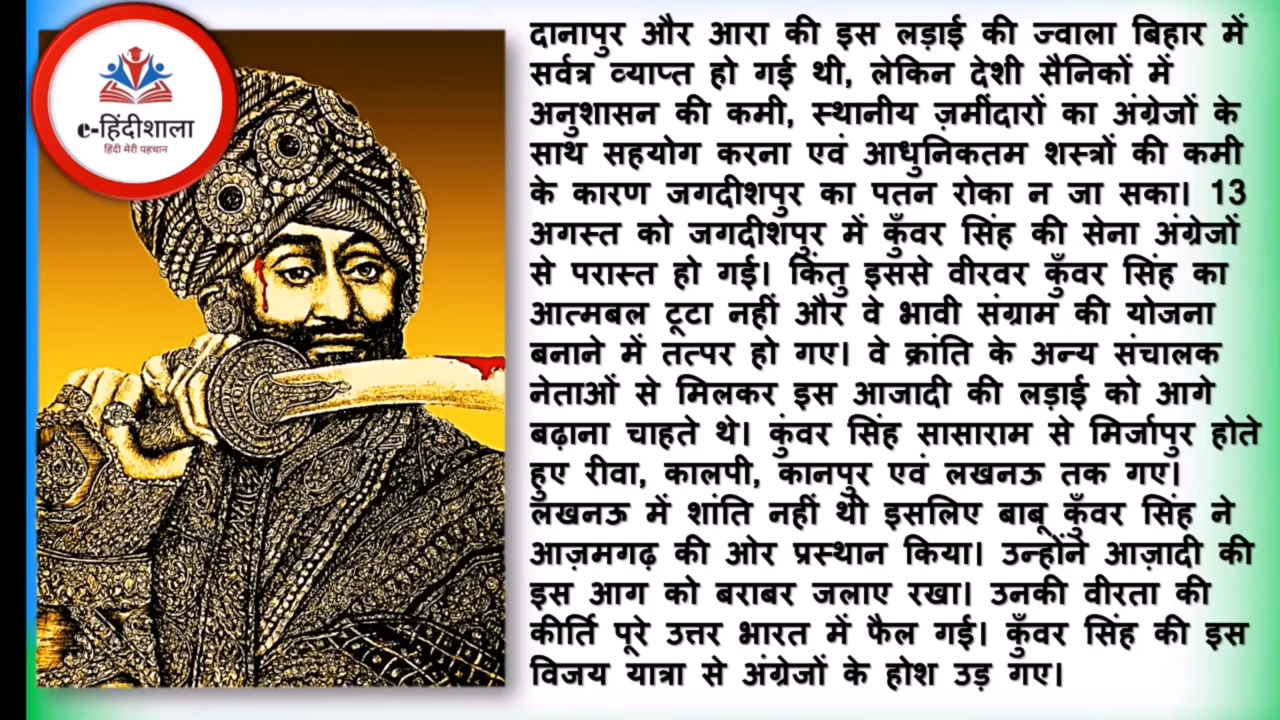 e-हिंदीशाला
हिंदी मेरी पहचान
दानापुर और आरा की इस लड़ाई की ज्वाला बिहार में
सर्वत्र व्याप्त हो गई थी, लेकिन देशी सैनिकों में
अनुशासन की कमी, स्थानीय ज़मींदारों का अंग्रेजों के
साथ सहयोग करना एवं आधुनिकतम शस्त्रों की कमी
के कारण जगदीशपुर का पतन रोका न जा सका। 13
अगस्त को जगदीशपुर में कुँवर सिंह की सेना अंग्रेजों
से परास्त हो गई। किंतु इससे वीरवर कुँवर सिंह का
आत्मबल टूटा नहीं और वे भावी संग्राम की योजना
बनाने में तत्पर हो गए। वे क्रांति के अन्य संचालक
नेताओं से मिलकर इस आजादी की लड़ाई को आगे
बढ़ाना चाहते थे। कुंवर सिंह सासाराम से मिर्जापुर होते
हुए रीवा, कालपी, कानपुर एवं लखनऊ तक गए।
लखनऊ में शांति नहीं थी इसलिए बाबू कुँवर सिंह ने
आज़मगढ़ की ओर प्रस्थान किया। उन्होंने आज़ादी की
इस आग को बराबर जलाए रखा। उनकी वीरता की
कीर्ति पूरे उत्तर भारत में फैल गई। कुँवर सिंह की इस
विजय यात्रा से अंग्रेजों के होश उड़ गए।